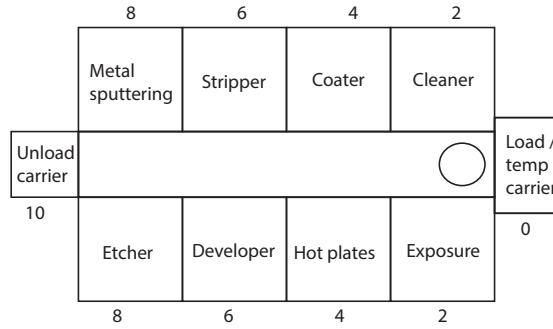 8 6 4 2
Metal
sputtering
Stripper
Coater
Cleaner
Unload
carrier
10
Load /
temp
carrier
0
Etcher
Developer
Hot plates
Exposure
8 6 4 2